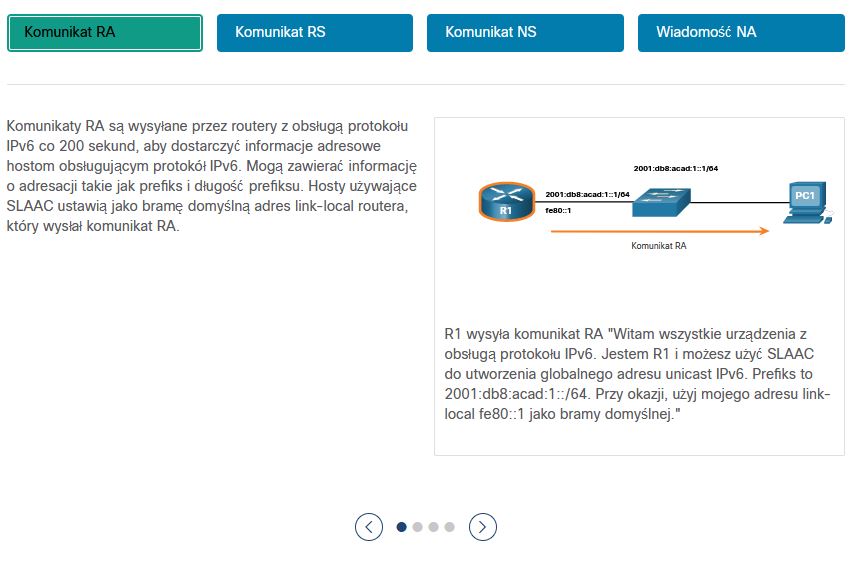 Komunikat RA
Komunikat RS
Komunikat NS
Wiadomość NA
Komunikaty RA są wysyłane przez routery z obsługą protokołu
IPv6 co 200 sekund, aby dostarczyć informacje adresowe
hostom obsługującym protokół IPv6. Mogą zawierać informację
o adresacji takie jak prefiks i długość prefiksu. Hosty używające
SLAAC ustawią jako bramę domyślną adres link-local routera,
który wysłał komunikat RA.
2001:db8:acad:1::1/64
2001:db8:acad:1::1/64
fe80::1
R1
PC1
Komunikat RA
R1 wysyła komunikat RA "Witam wszystkie urządzenia z
obsługą protokołu IPv6. Jestem R1 i możesz użyć SLAAC
do utworzenia globalnego adresu unicast IPv6. Prefiks to
2001:db8:acad:1::/64. Przy okazji, użyj mojego adresu link-
local fe80::1 jako bramy domyślnej."